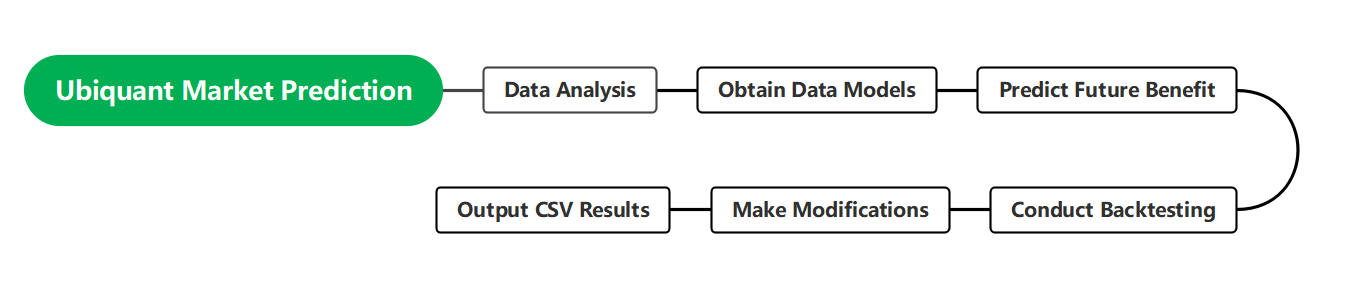 Ubiquant Market Prediction
Data Analysis
Obtain Data Models
Predict Future Benefit
Conduct Backtesting
Make Modifications
Output CSV Results